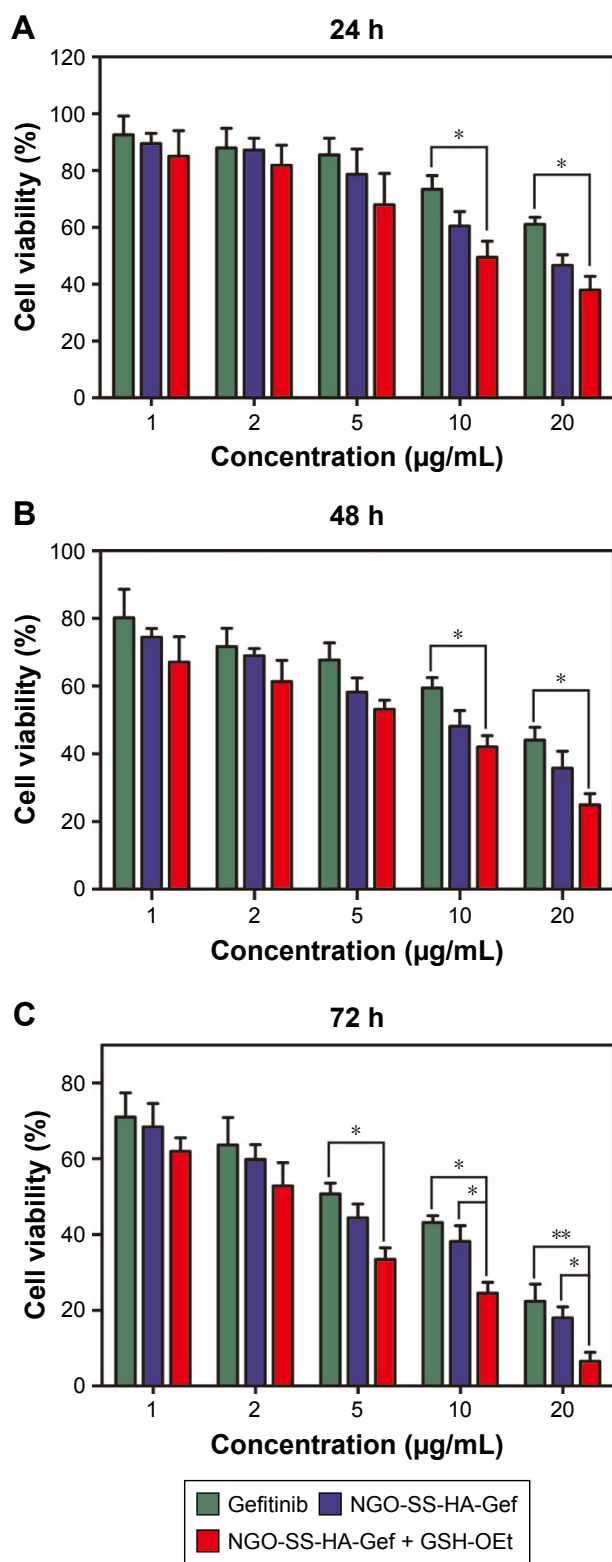 A
24 h
Cell viability (%)
120
100
80
60
40
20
0
*
*
1 2 5 10 20
Concentration (µg/mL)
B
48 h
Cell viability (%)
100
80
60
40
20
0
*
*
1 2 5 10 20
Concentration (µg/mL)
C
72 h
Cell viability (%)
80
60
40
20
0
*
*
*
**
*
1 2 5 10 20
Concentration (µg/mL)
Gefitinib NGO-SS-HA-Gef
NGO-SS-HA-Gef + GSH-OEt